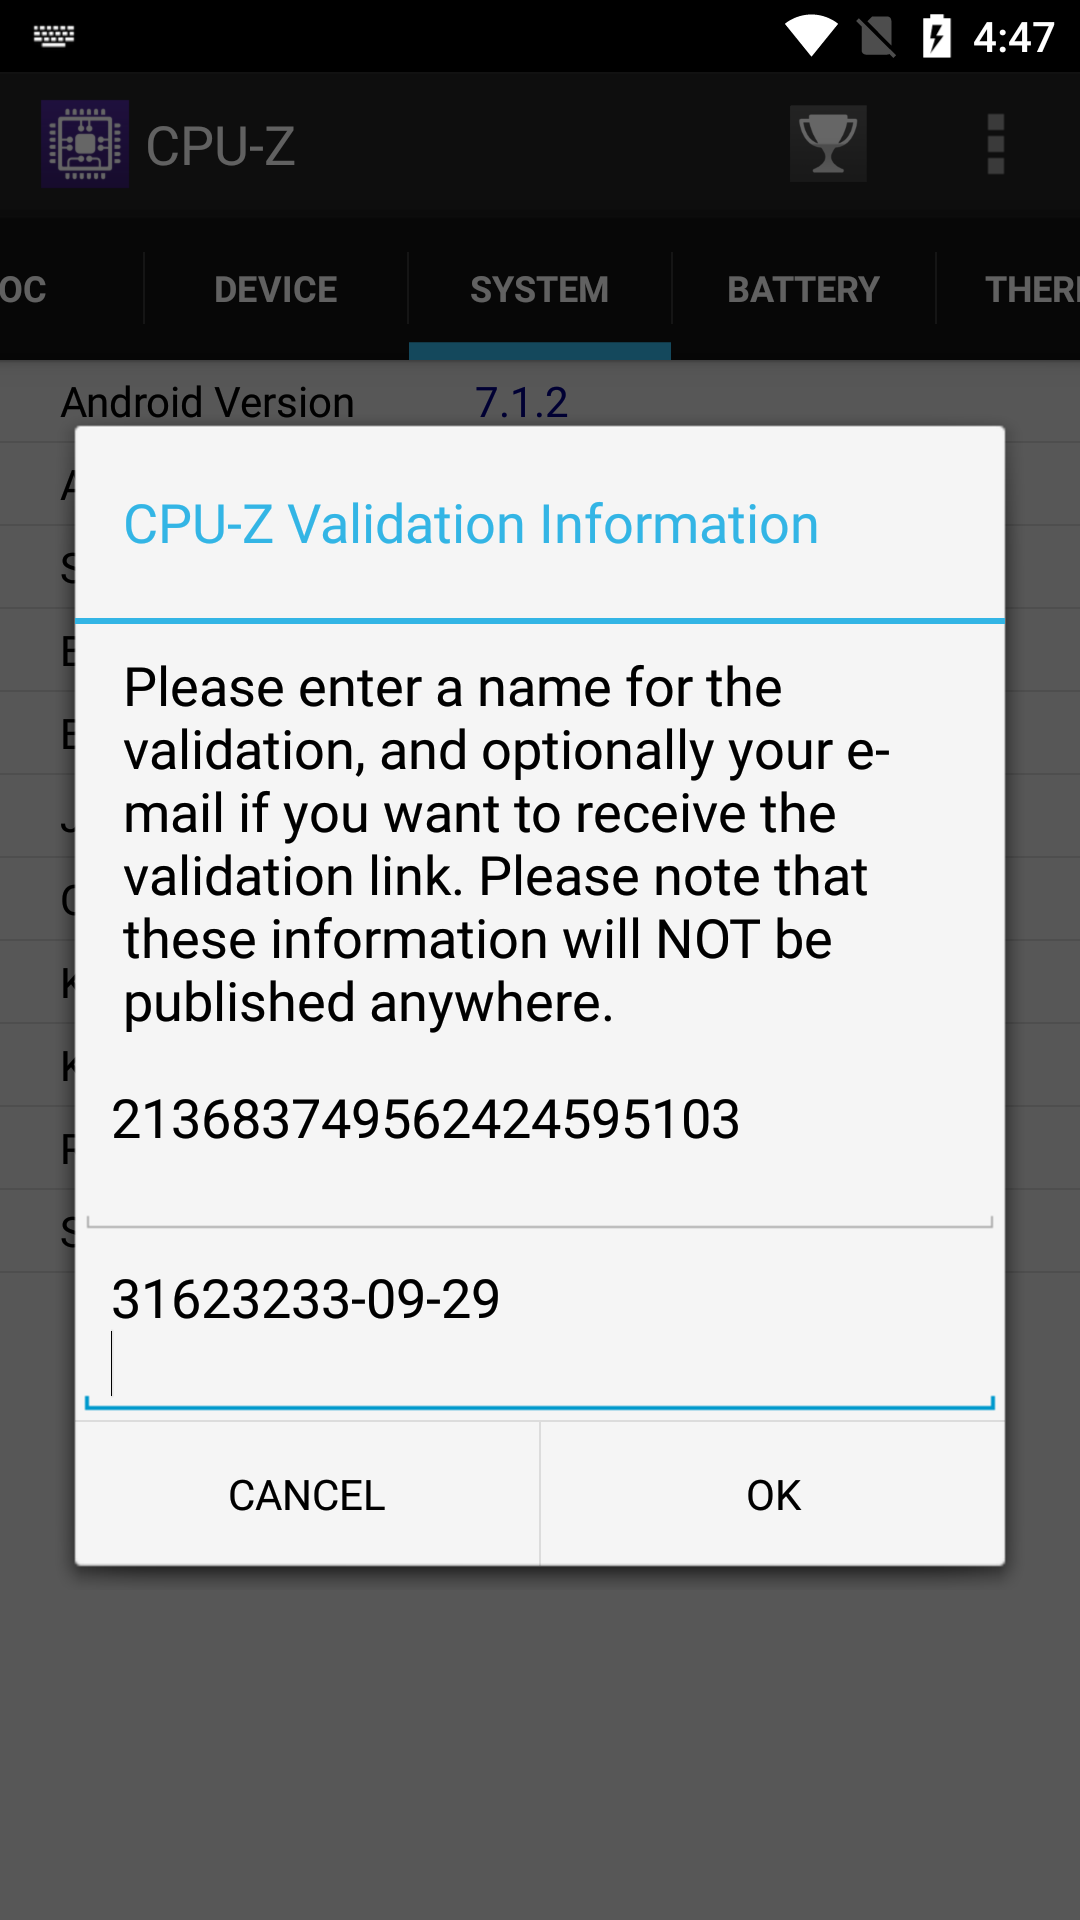 4:47
CPU-Z
OC
DEVICE
SYSTEM
BATTERY
THER
Android Version 7.1.2
CPU-Z Validation Information
Please enter a name for the
validation, and optionally your e-
mail if you want to receive the
validation link. Please note that
these information will NOT be
published anywhere.
213683749562424595103
31623233-09-29
CANCEL
OK